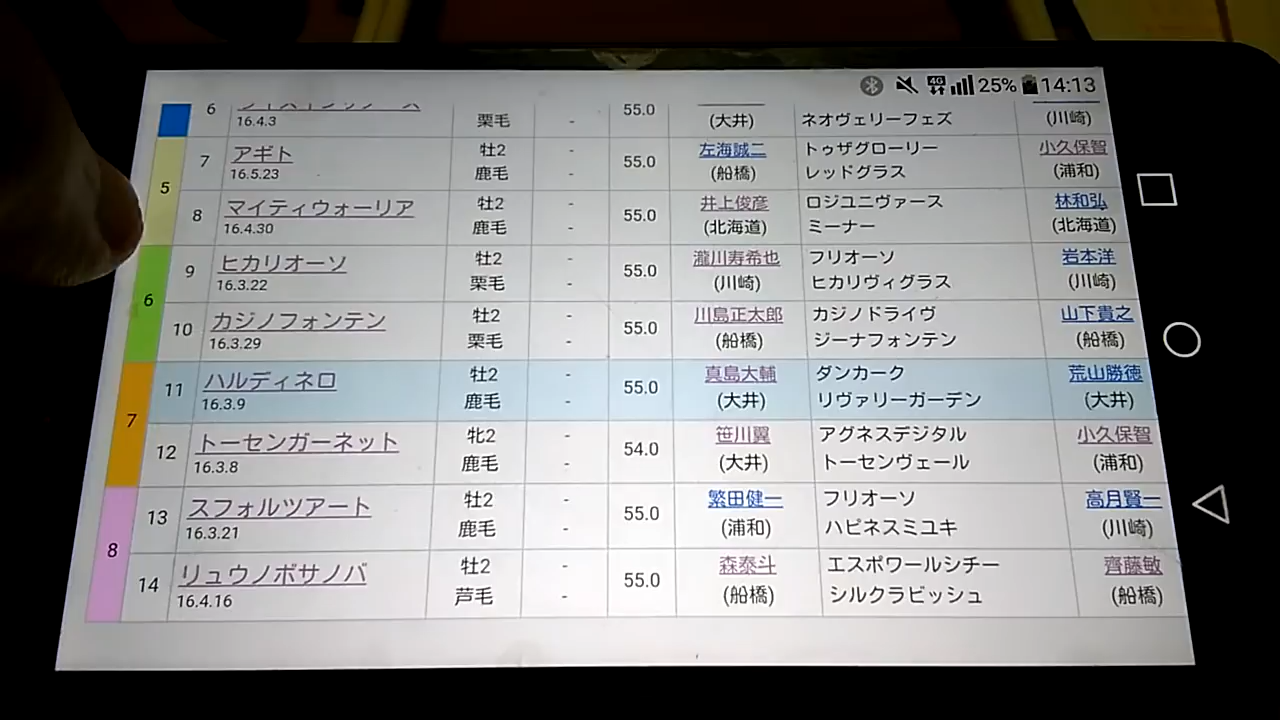 4G 25% 14:13
6 55.0
16.4.3 栗毛 - (大井) ネオヴェリーフェズ (川崎)
7 アギト 牡2 - 55.0 左海誠二 トゥザグローリー 小久保智
16.5.23 鹿毛 - (船橋) レッドグラス (浦和)
5
8 マイティウォーリア 牡2 - 55.0 井上俊彦 ロジユニヴァース 林和弘
16.4.30 鹿毛 - (北海道) ミーナー (北海道)
9 ヒカリオーソ 牡2 - 55.0 瀧川寿希也 フリオーソ 岩本洋
16.3.22 栗毛 - (川崎) ヒカリヴィグラス (川崎)
6
10 カジノフォンテン 牡2 - 55.0 川島正太郎 カジノドライヴ 山下貴之
16.3.29 栗毛 - (船橋) ジーナフォンテン (船橋)
11 ハルディネロ 牡2 - 55.0 真島大輔 ダンカーク 荒山勝徳
16.3.9 鹿毛 - (大井) リヴァリーガーデン (大井)
7
12 トーセンガーネット 牝2 - 54.0 笹川翼 アグネスデジタル 小久保智
16.3.8 鹿毛 - (大井) トーセンヴェール (浦和)
13 スフォルツアート 牡2 - 55.0 繁田健一 フリオーソ 高月賢一
16.3.21 鹿毛 - (浦和) ハピネスミユキ (川崎)
8
14 リュウノボサノバ 牡2 - 55.0 森泰斗 エスポワールシチー 齊藤敏
16.4.16 芦毛 - (船橋) シルクラビッシュ (船橋)